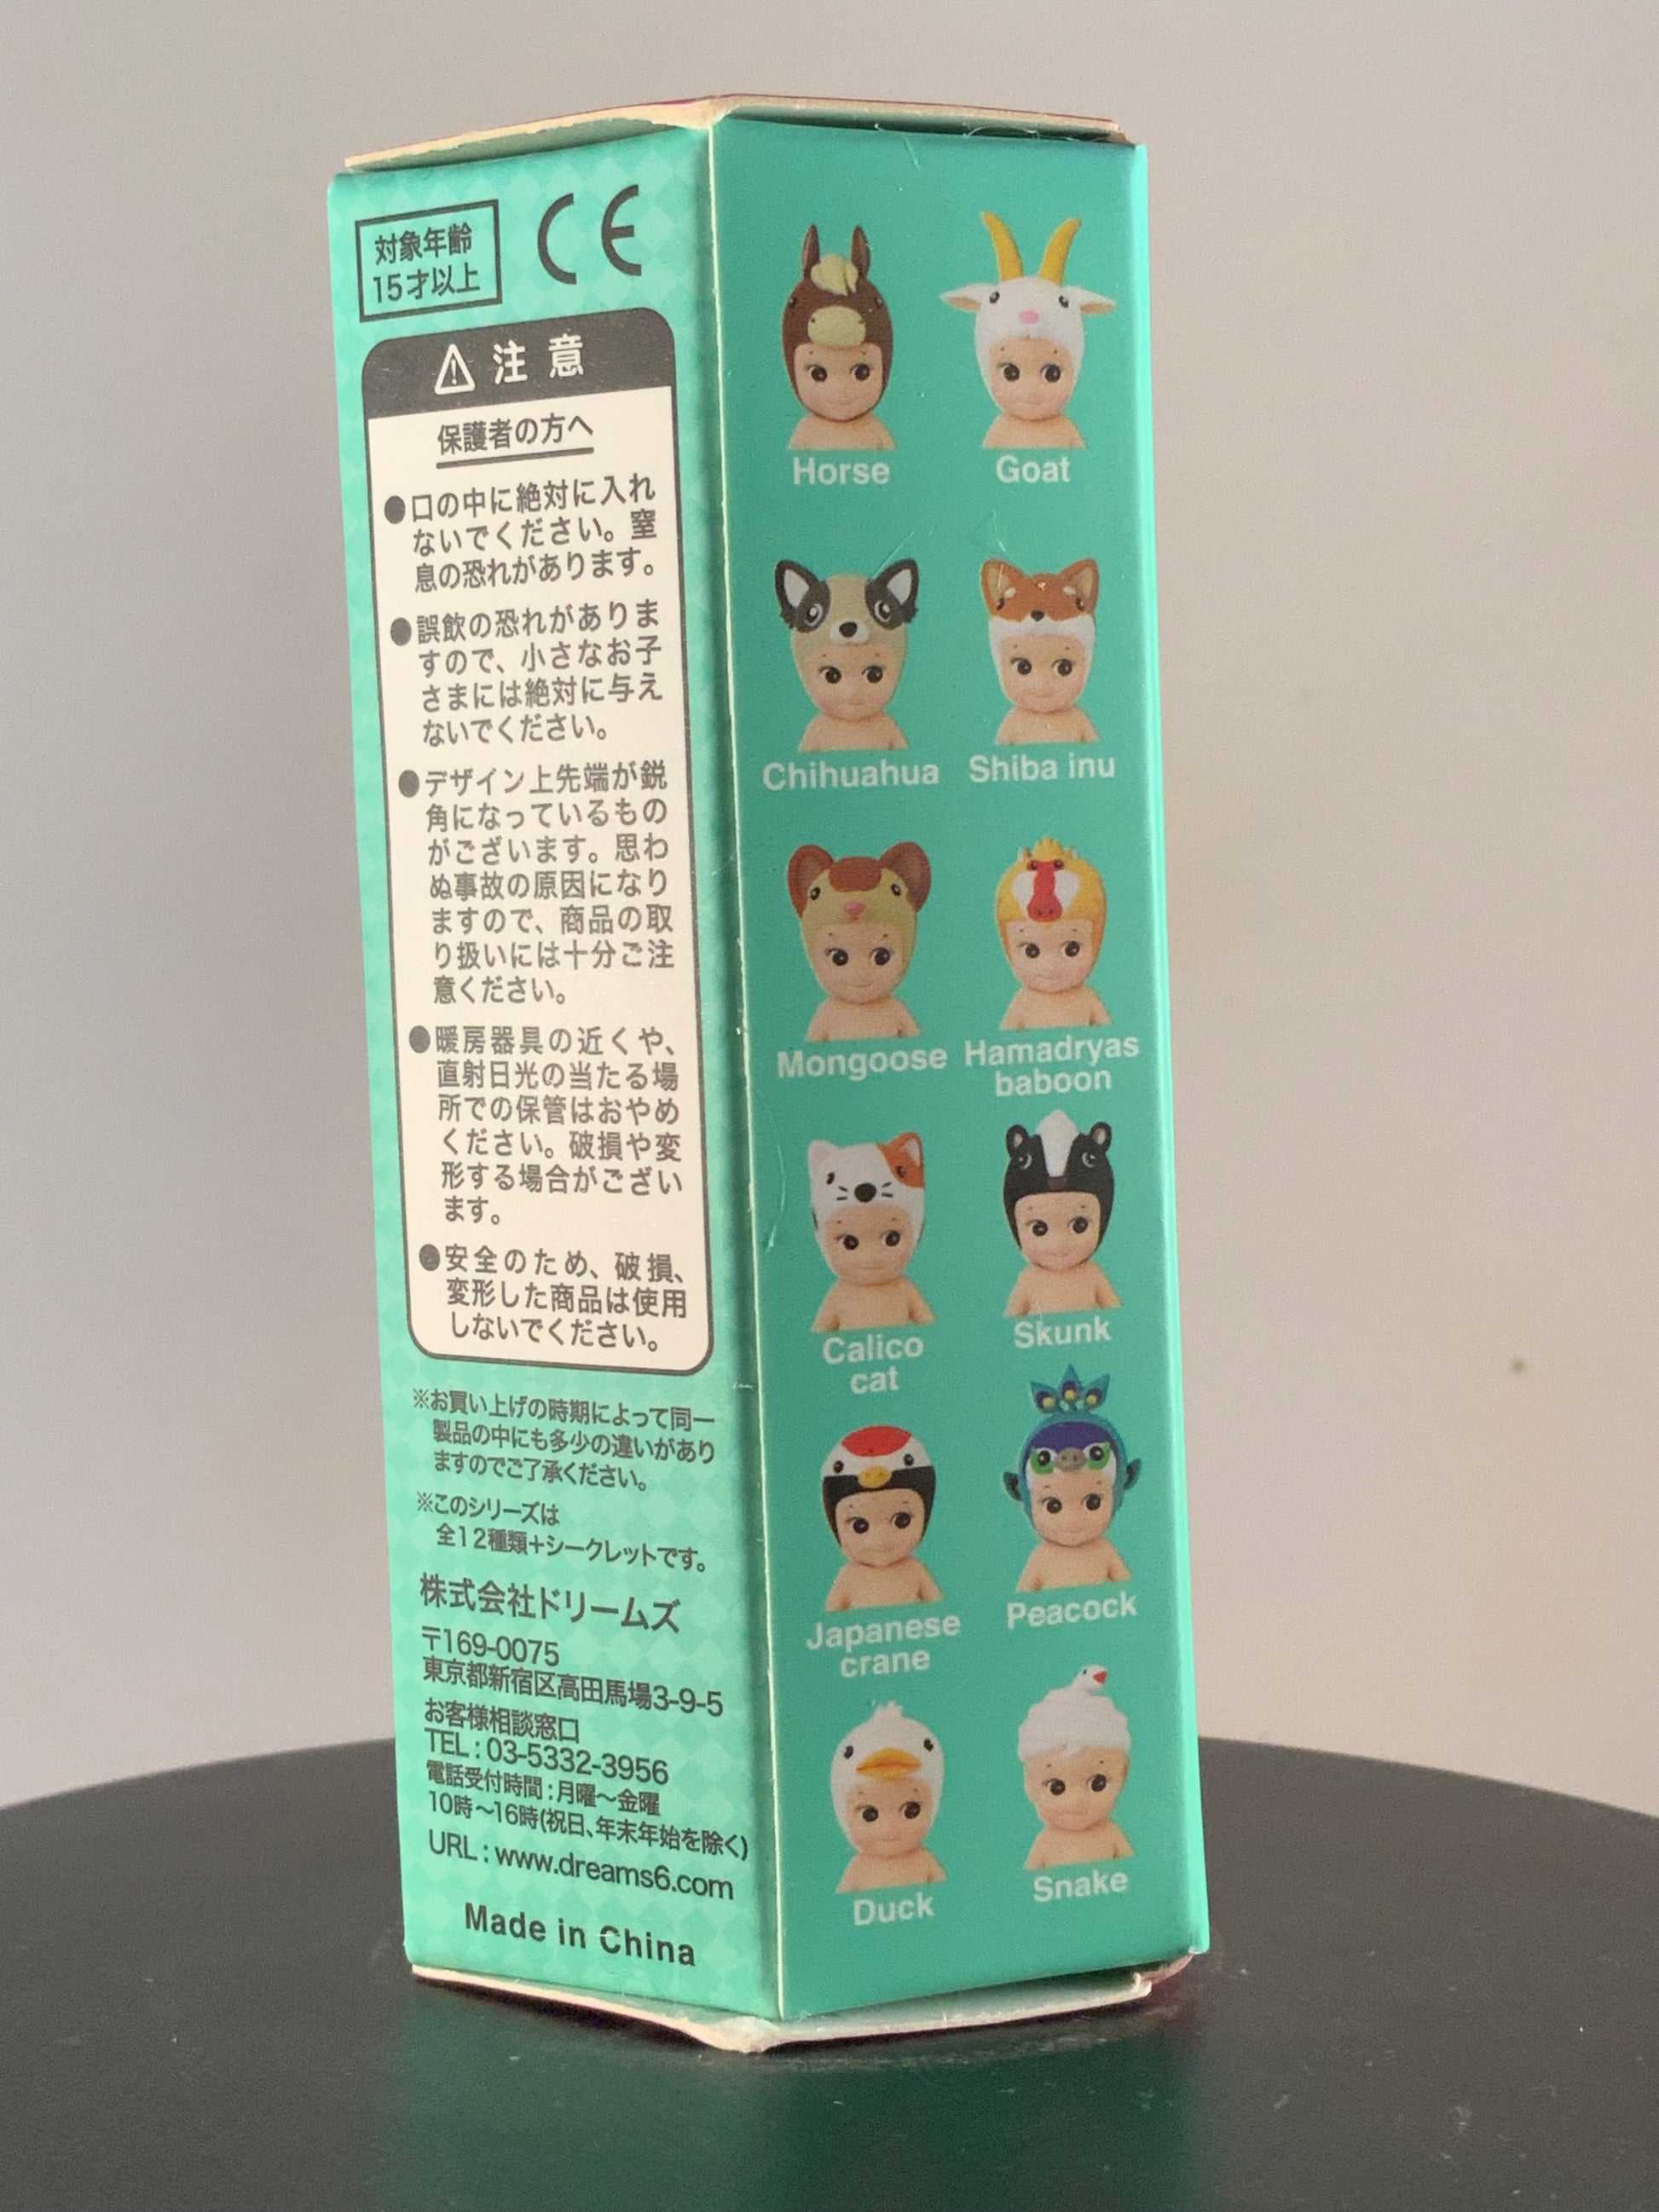 対象年齢
15才以上
CE
注意
保護者の方へ
●口の中に絶対に入れ
ないでください。窒
息の恐れがあります。
●誤飲の恐れがありま
すので、小さなお子
さまには絶対に与え
ないでください。
●デザイン上先端が鋭
角になっているもの
がございます。思わ
ぬ事故の原因になり
ますので、商品の取
り扱いには十分ご注
意ください。
●暖房器具の近くや、
直射日光の当たる場
所での保管はおやめ
ください。破損や変
形する場合がござい
ます。
●安全のため、破損、
変形した商品は使用
しないでください。
※お買い上げの時期によって同一
製品の中にも多少の違いがあり
ますのでご了承ください。
※このシリーズは
全12種類+シークレットです。
株式会社ドリームズ
〒169-0075
東京都新宿区高田馬場3-9-5
お客様相談窓口
TEL:03-5332-3956
電話受付時間:月曜〜金曜
10時〜16時(祝日、年末年始を除く)
URL:www.dreams6.com
Made in China
Horse
Goat
Chihuahua
Shiba inu
Mongoose
Hamadryas
baboon
Calico
cat
Skunk
Japanese
crane
Peacock
Duck
Snake